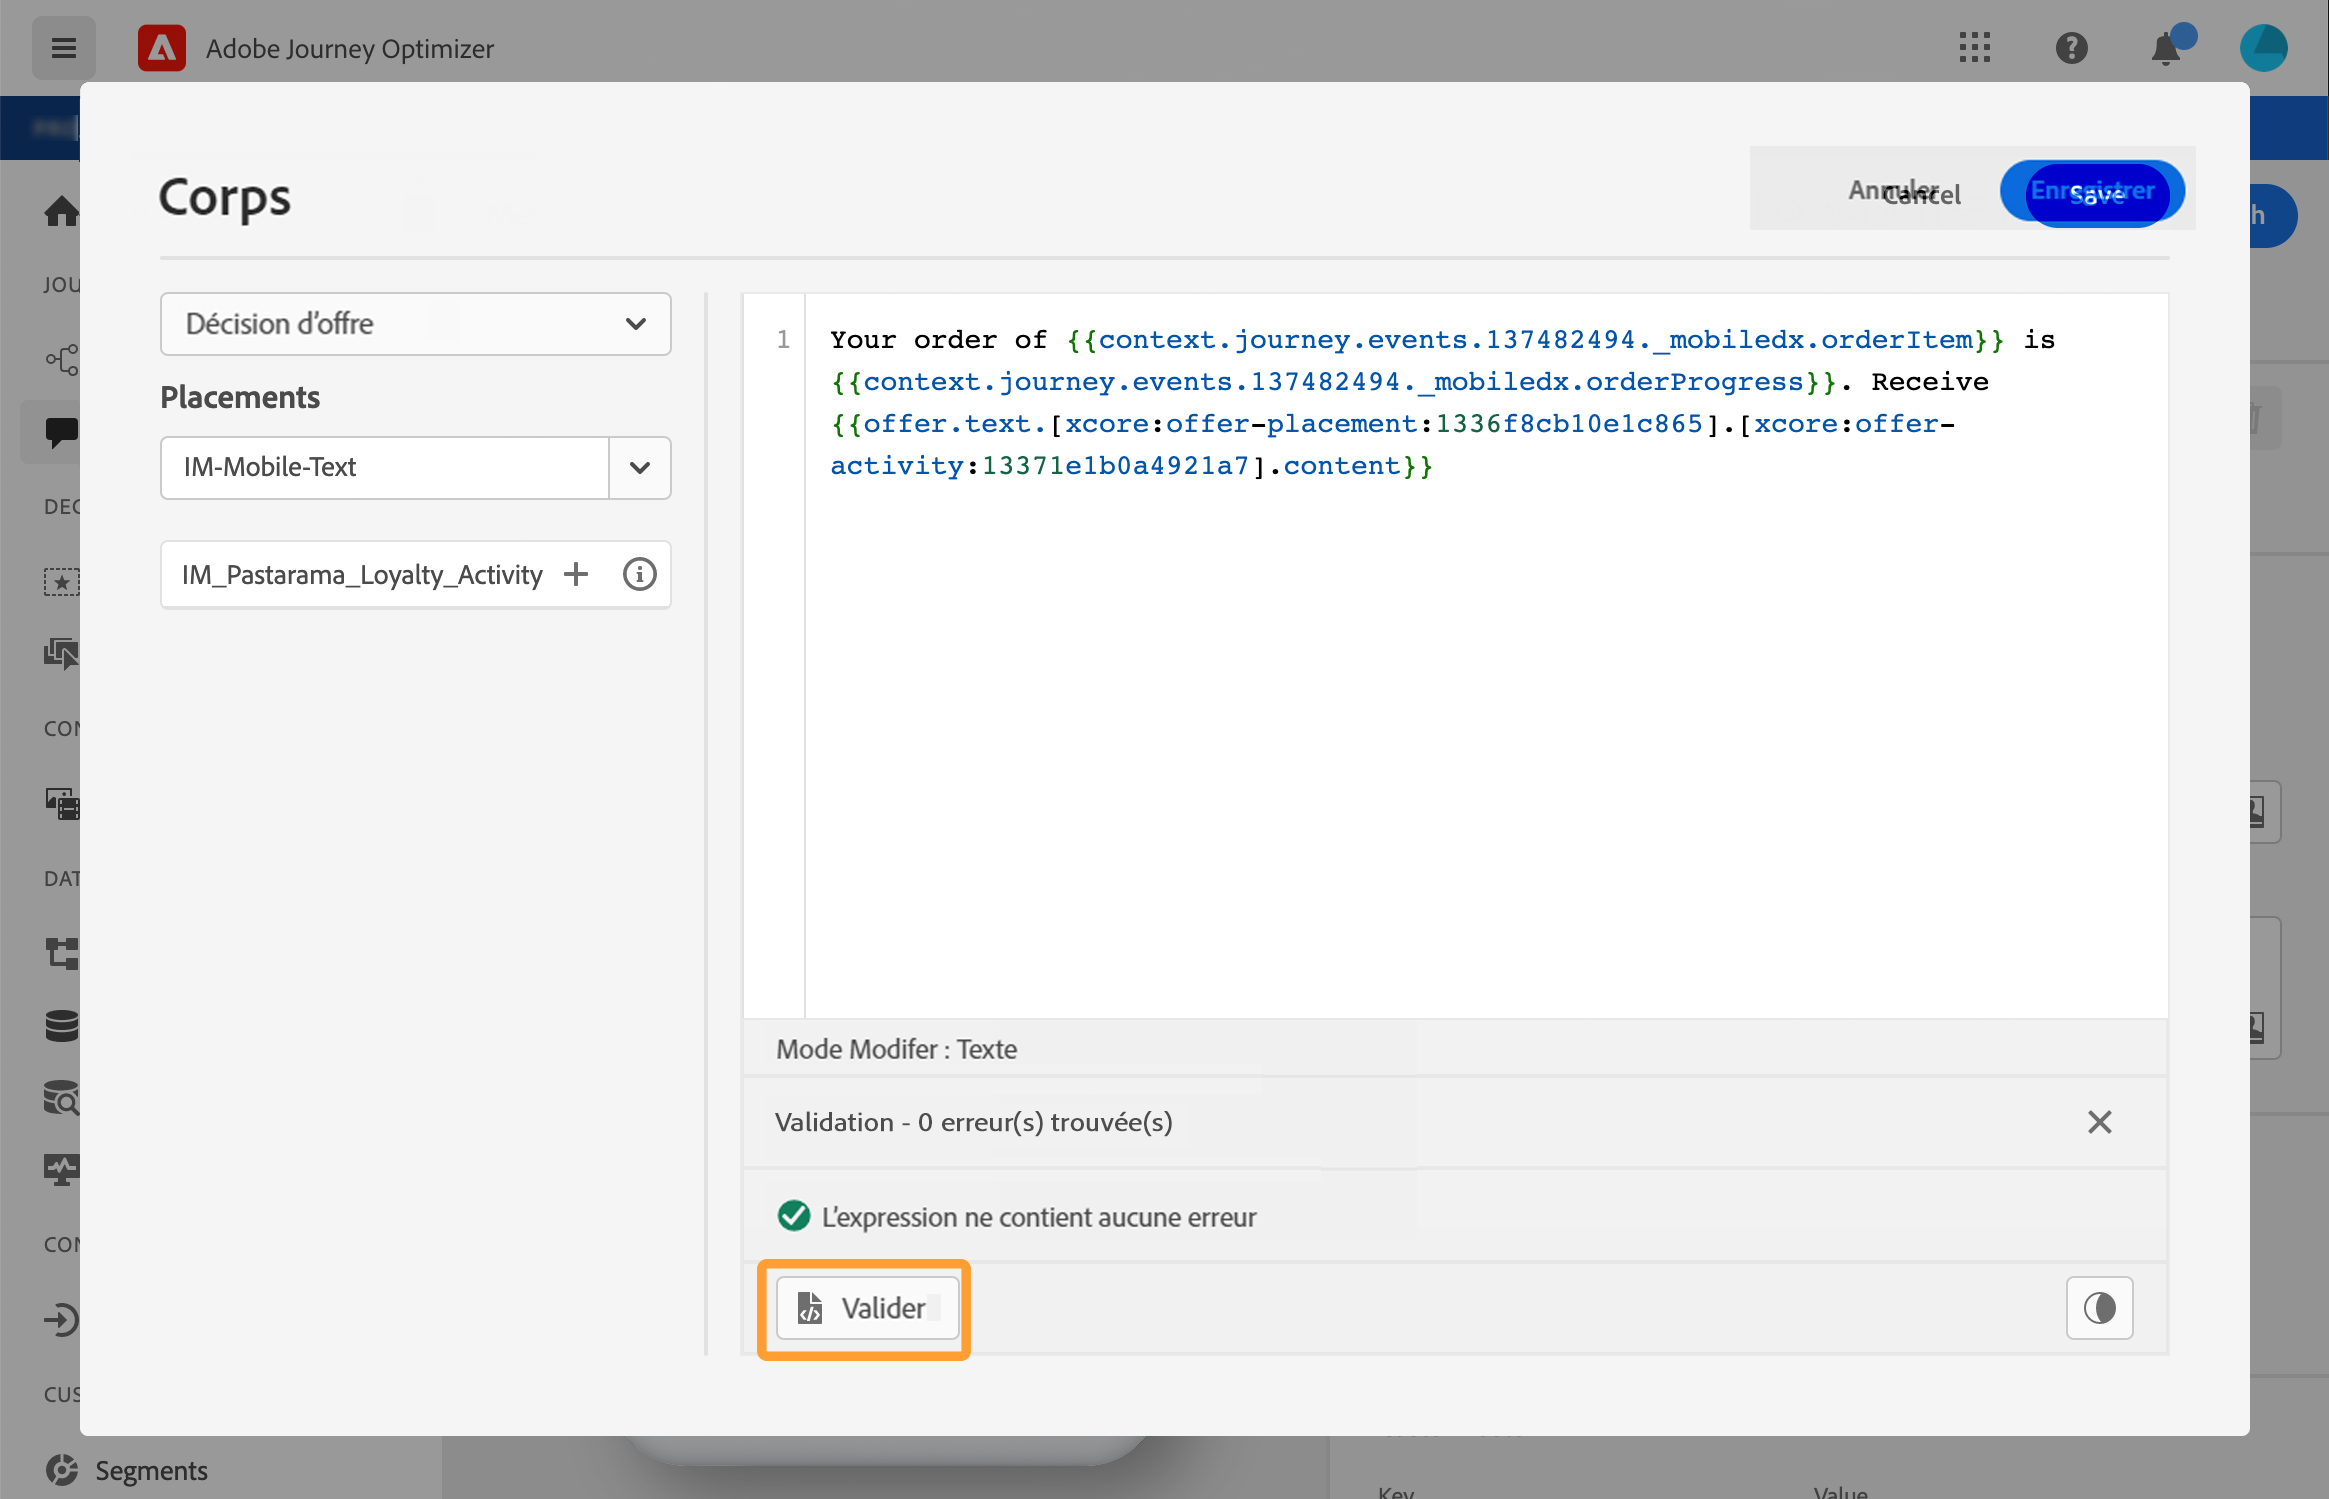 Adobe Journey Optimizer
Corps
Annuler
Cancel
Enregistrer
Save
h
JOU
Décision d’offre
Placements
IM-Mobile-Text
DEC
IM_Pastarama_Loyalty_Activity
1
Your order of {{context.journey.events.137482494._mobiledx.orderItem}} is
{{context.journey.events.137482494._mobiledx.orderProgress}}. Receive
{{offer.text.[xcore:offer-placement:1336f8cb10e1c865].[xcore:offer-
activity:13371e1b0a4921a7].content}}
CON
DAT
Mode Modifer : Texte
Validation - 0 erreur(s) trouvée(s)
L’expression ne contient aucune erreur
CON
Valider
CUS
Segments
Key
Value